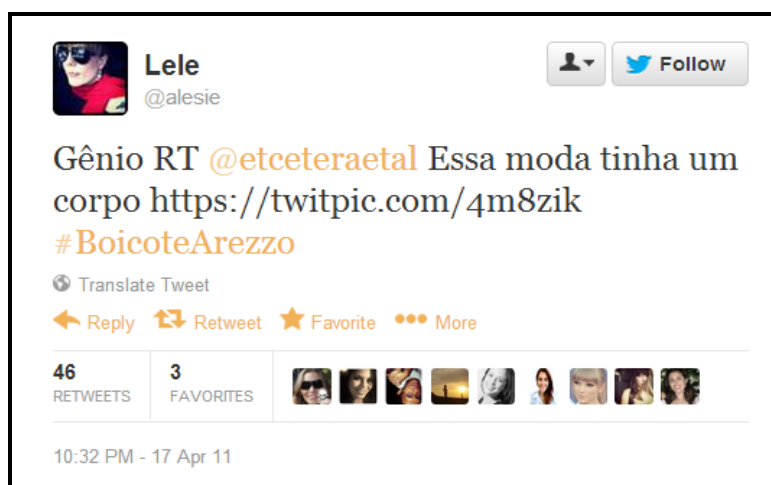 Lele
@alesie
Follow
Gênio RT @etceteraetal Essa moda tinha um
corpo https://twitpic.com/4m8zik
#BoicoteArezzo
Translate Tweet
Reply Retweet Favorite More
46
RETWEETS
3
FAVORITES
10:32 PM - 17 Apr 11